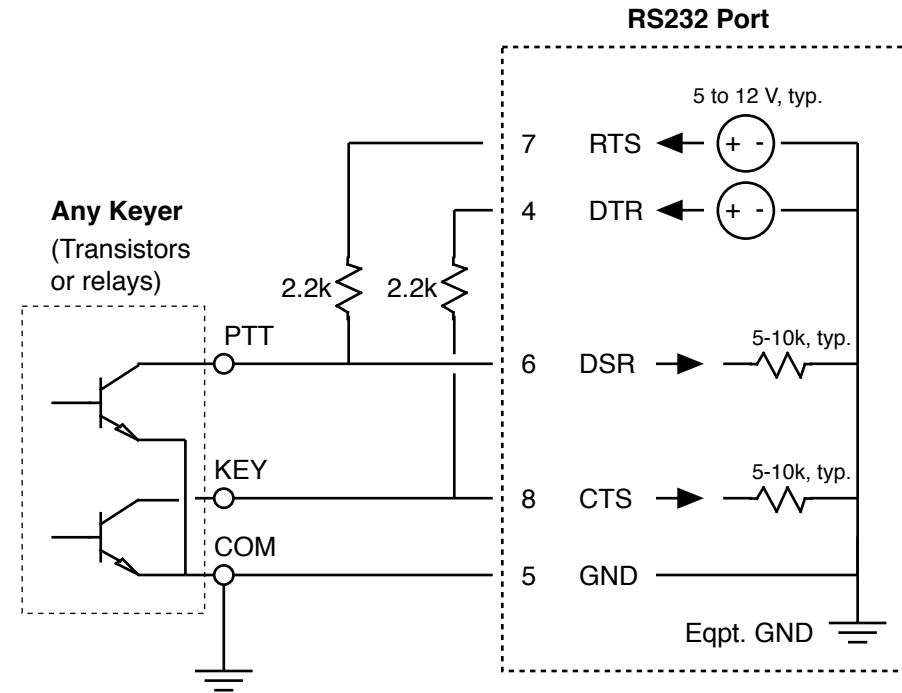 RS232 Port
5 to 12 V, typ.
7 RTS + -
4 DTR + -
Any Keyer
(Transistors
or relays)
2.2k 2.2k
PTT
5-10k, typ.
6 DSR
KEY
5-10k, typ.
8 CTS
COM
5 GND
Eqpt. GND